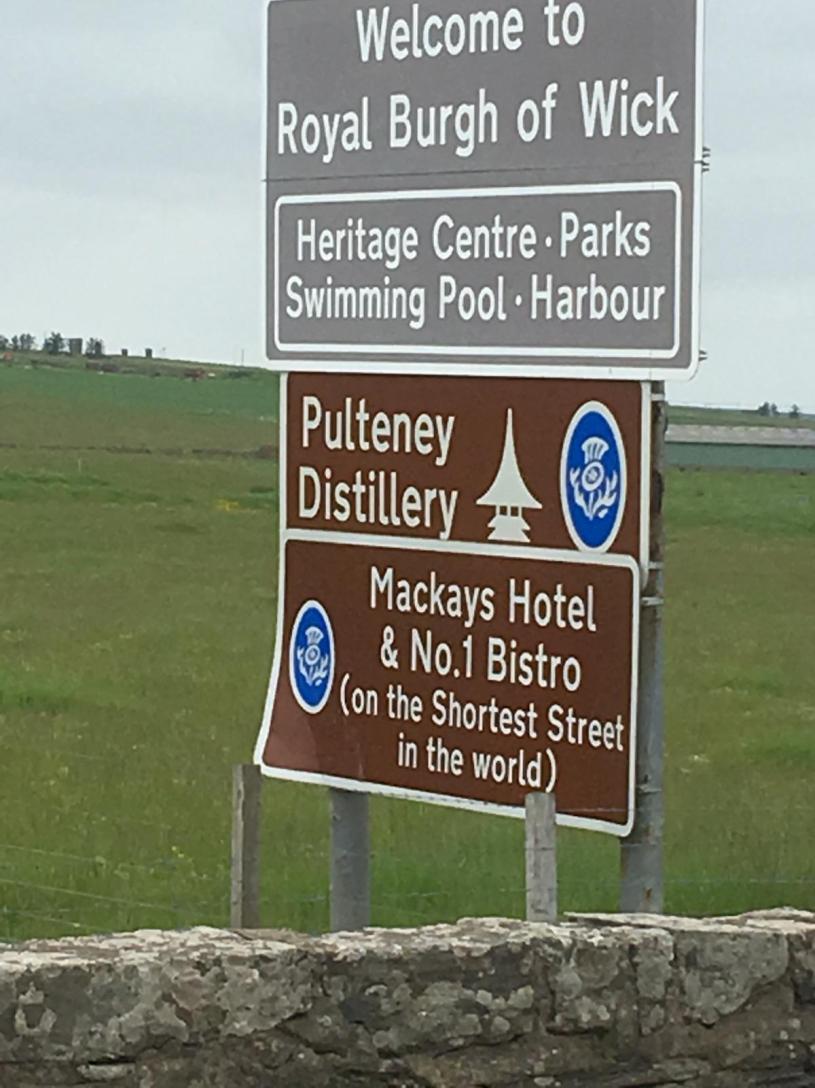 Welcome to
Royal Burgh of Wick
Heritage Centre · Parks
Swimming Pool · Harbour
Pulteney
Distillery
Mackays Hotel
& No.1 Bistro
(on the Shortest Street
in the world)